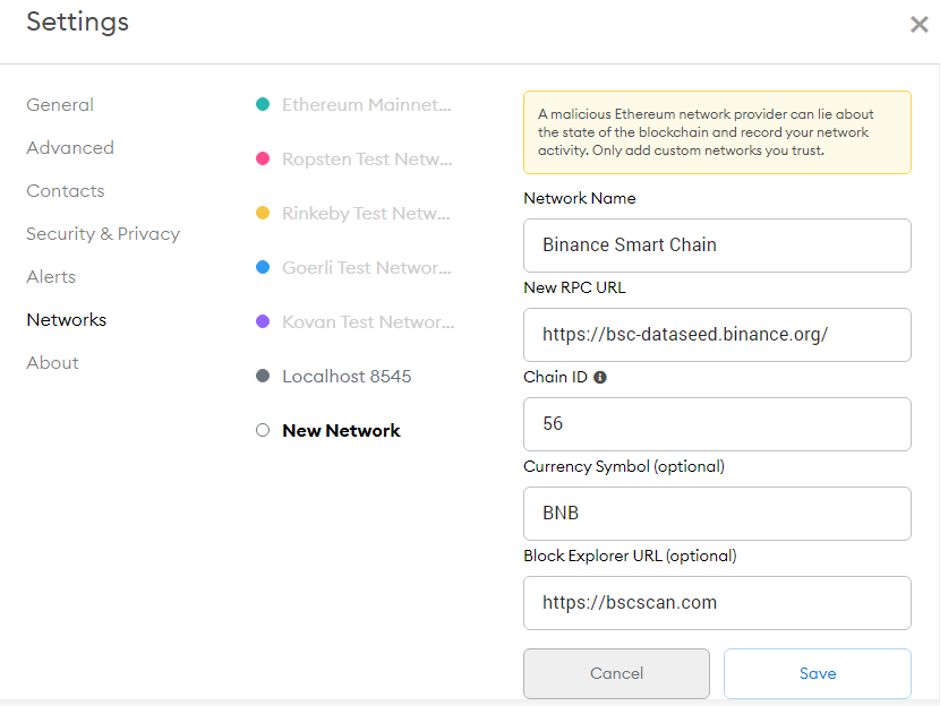 Settings
General
Advanced
Contacts
Security & Privacy
Alerts
Networks
About
Ethereum Mainnet...
Ropsten Test Netw...
Rinkeby Test Netw...
Goerli Test Networ...
Kovan Test Networ...
Localhost 8545
New Network
A malicious Ethereum network provider can lie about
the state of the blockchain and record your network
activity. Only add custom networks you trust.
Network Name
Binance Smart Chain
New RPC URL
https://bsc-dataseed.binance.org/
Chain ID
56
Currency Symbol (optional)
BNB
Block Explorer URL (optional)
https://bscscan.com
Cancel
Save